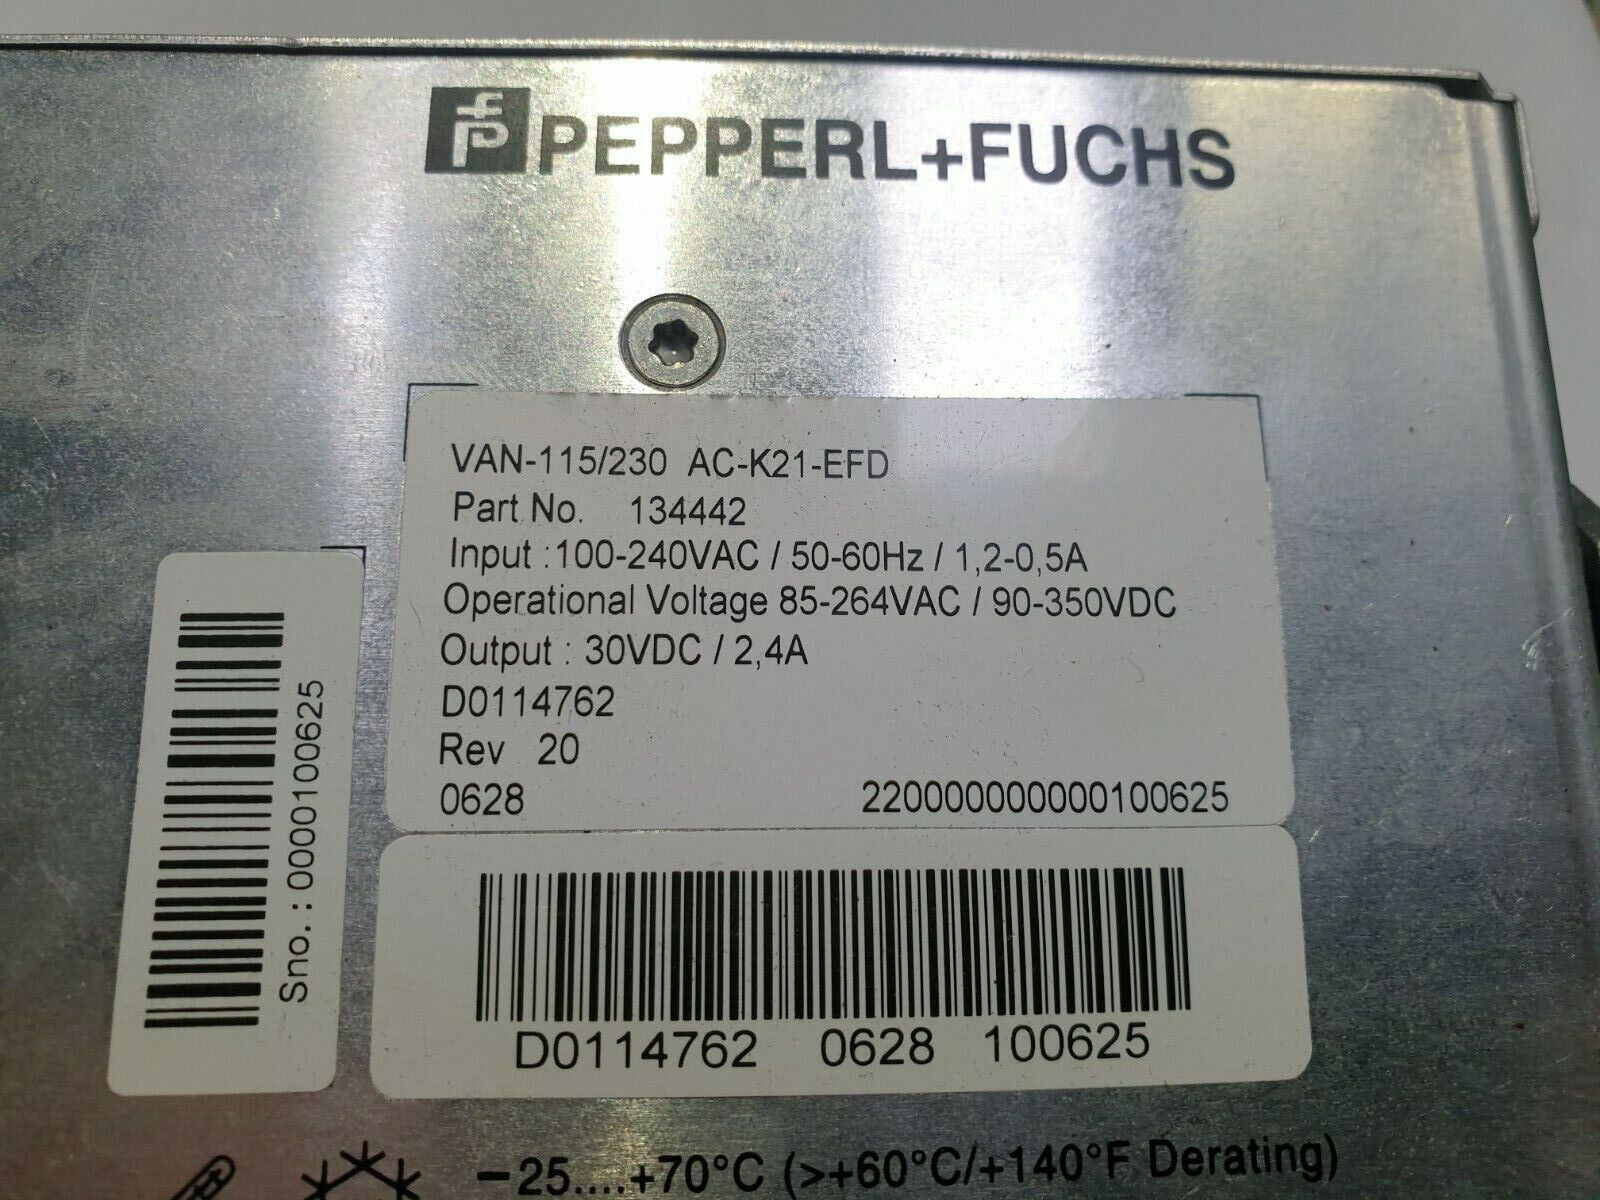 PEPPERL+FUCHS
VAN-115/230 AC-K21-EFD
Part No. 134442
Input :100-240VAC / 50-60Hz / 1,2-0,5A
Operational Voltage 85-264VAC / 90-350VDC
Output : 30VDC / 2,4A
D0114762
Rev 20
0628 220000000000100625
Sno. : 0000100625
D0114762 0628 100625
-25....+70°C (>+60°C/+140°F Derating)